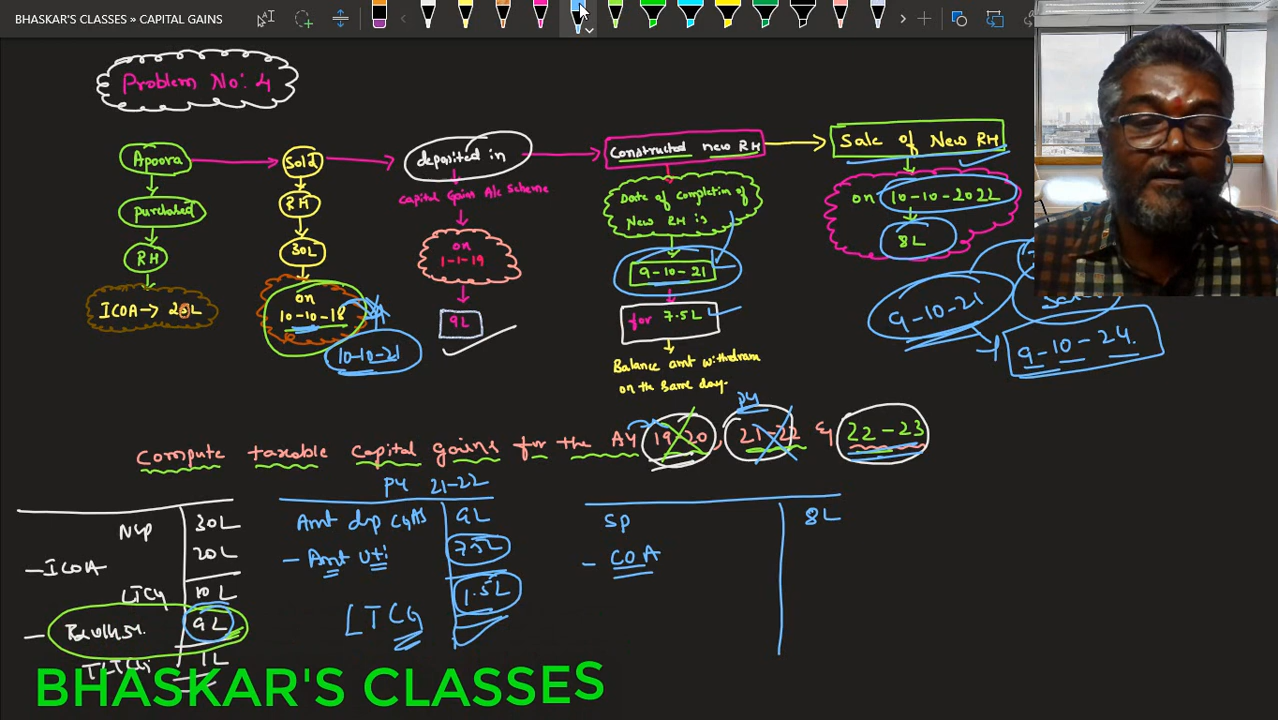 BHASKAR'S CLASSES » CAPITAL GAINS
Problem No: 4
Apoorva
purchased
RH
ICOA → 20L
Sold
RH
30L
on
10-10-18
10-10-21
deposited in
Capital Gains A/c Scheme
on
1-1-19
9L
Constructed new RH
Date of completion of
New RH is
9-10-21
for 7.5L
Balance amt withdrawn
on the same day.
Sale of New RH
on 10-10-2022
8L
9-10-21
9-10-24.
PY
Compute taxable Capital gains for the AY 19-20, 21-22 & 22-23
NSP 30L
- ICOA 20L
LTCG 10L
- 9L
1L
PY 21-22
Amt dep CGAS 9L
- Amt Uti 7.5L
LTCG 1.5L
SP 8L
- COA
BHASKAR'S CLASSES